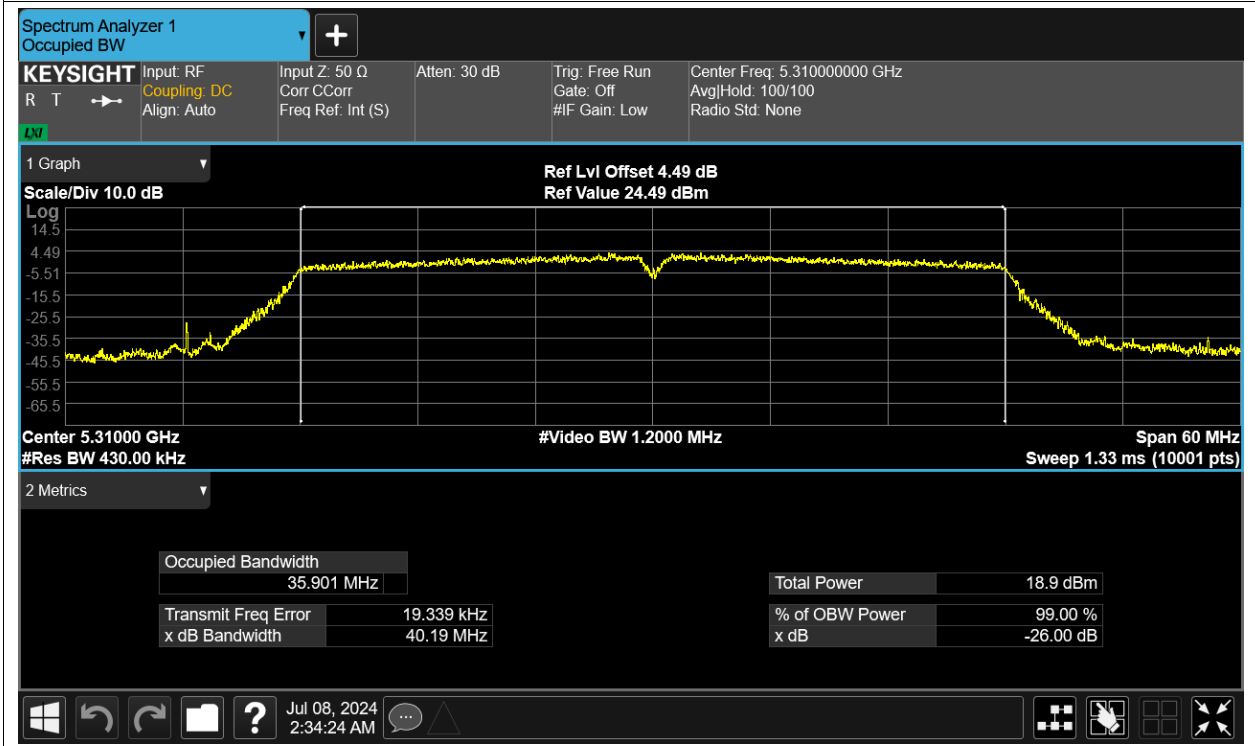 Spectrum Analyzer 1
Occupied BW
KEYSIGHT
R T
LXI
Input: RF
Coupling: DC
Align: Auto
Input Z: 50 Ω
Corr CCorr
Freq Ref: Int (S)
Atten: 30 dB
Trig: Free Run
Gate: Off
#IF Gain: Low
Center Freq: 5.310000000 GHz
Avg|Hold: 100/100
Radio Std: None
1 Graph
Ref Lvl Offset 4.49 dB
Scale/Div 10.0 dB
Ref Value 24.49 dBm
Log
14.5
4.49
-5.51
-15.5
-25.5
-35.5
-45.5
-55.5
-65.5
Center 5.31000 GHz
#Video BW 1.2000 MHz
Span 60 MHz
#Res BW 430.00 kHz
Sweep 1.33 ms (10001 pts)
2 Metrics
Occupied Bandwidth
35.901 MHz
Transmit Freq Error 19.339 kHz
x dB Bandwidth 40.19 MHz
Total Power 18.9 dBm
% of OBW Power 99.00 %
x dB -26.00 dB
?
Jul 08, 2024
2:34:24 AM